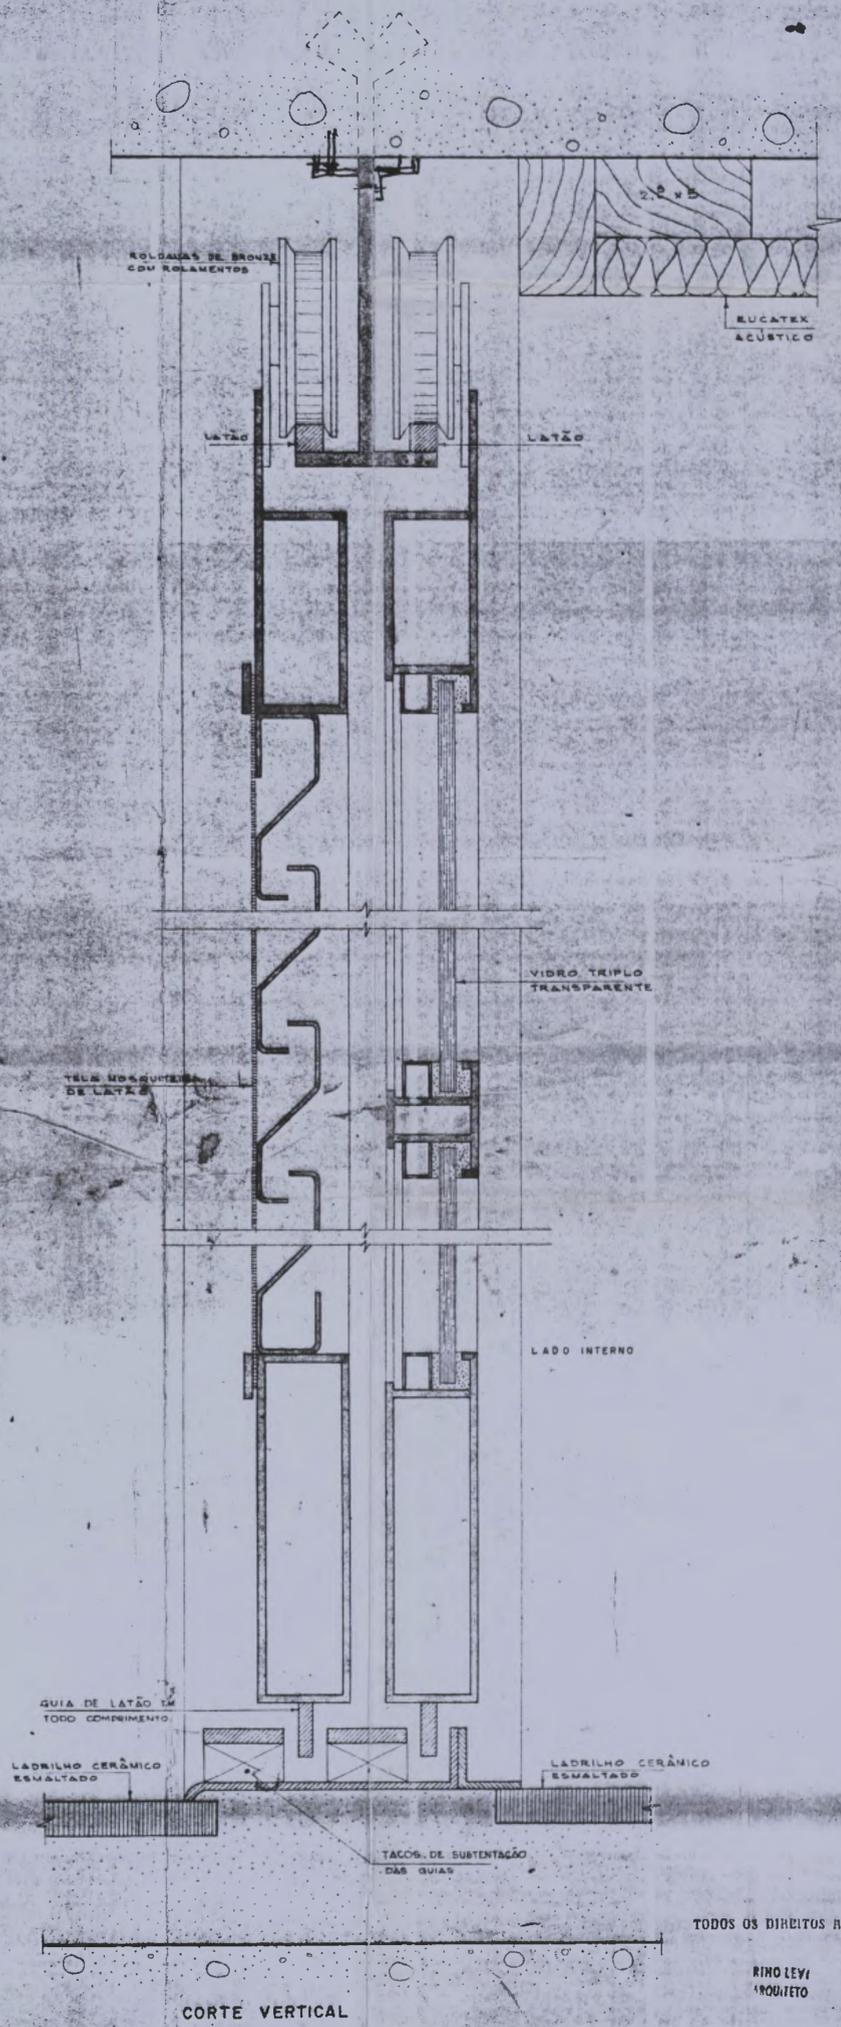 2.2 x 5
ROLDANAS DE BRONZE
COM ROLAMENTOS
EUCATEX
ACÚSTICO
LATÃO
LATÃO
VIDRO TRIPLO
TRANSPARENTE
TELA MOSQUITEIRA
DE LATÃO
LADO INTERNO
GUIA DE LATÃO EM
TODO COMPRIMENTO
LADRILHO CERÂMICO
ESMALTADO
LADRILHO CERÂMICO
ESMALTADO
TACOS DE SUSTENTAÇÃO
DAS GUIAS
TODOS OS DIREITOS R
RINO LEVI
ARQUITETO
CORTE VERTICAL